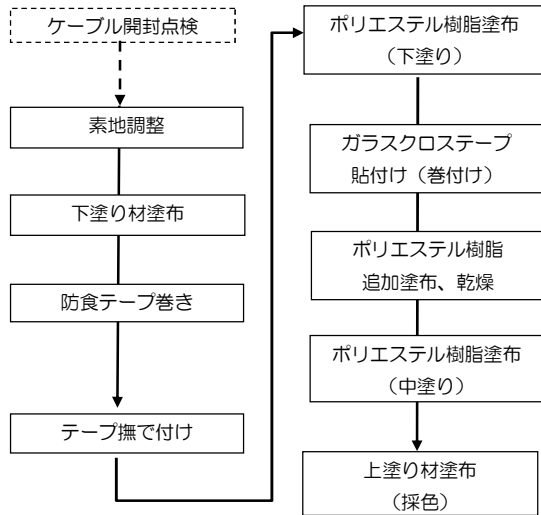 ケーブル開封点検
素地調整
下塗り材塗布
防食テープ巻き
テープ撫で付け
ポリエステル樹脂塗布
（下塗り）
ガラスクロステープ
貼付け（巻付け）
ポリエステル樹脂
追加塗布、乾燥
ポリエステル樹脂塗布
（中塗り）
上塗り材塗布
（採色）